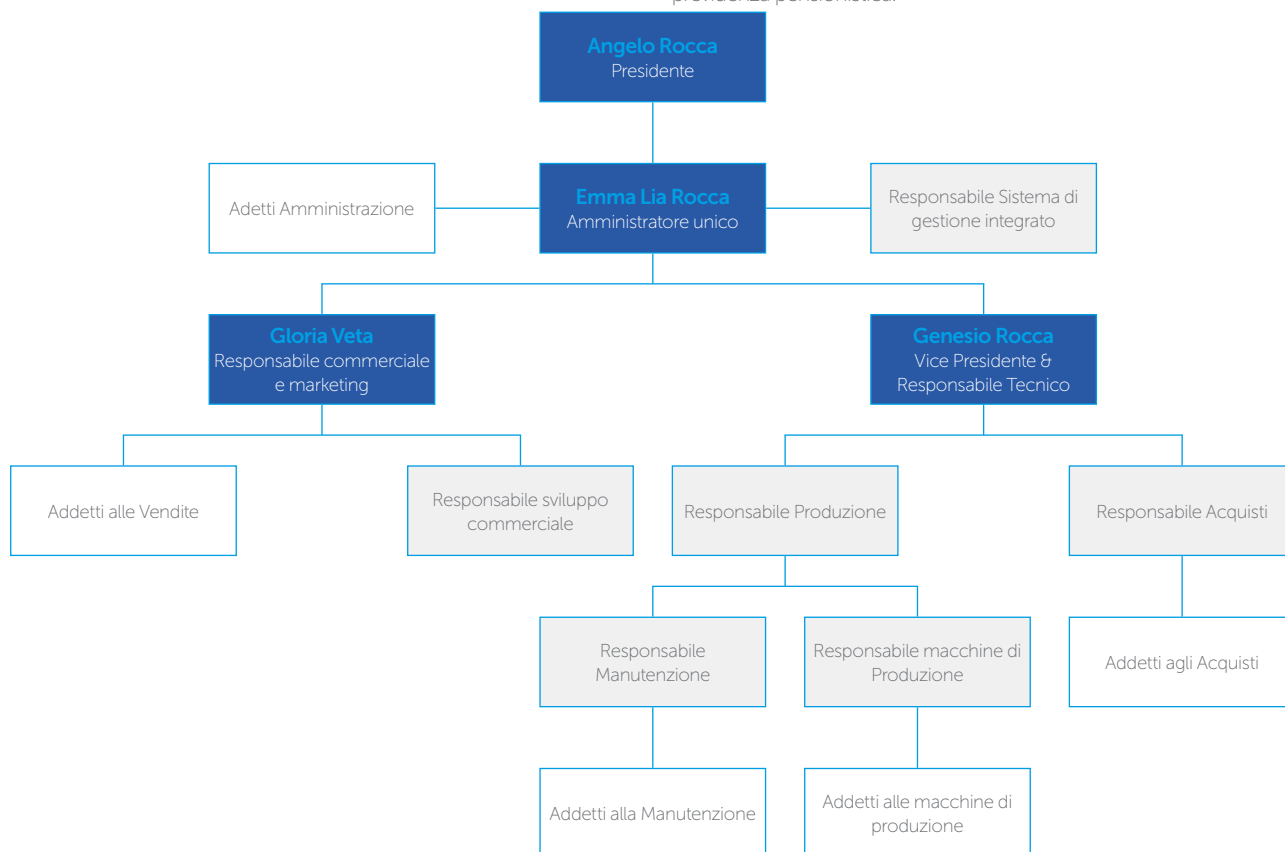 Angelo Rocca
Presidente
Adetti Amministrazione
Emma Lia Rocca
Amministratore unico
Responsabile Sistema di
gestione integrato
Gloria Veta
Responsabile commerciale
e marketing
Genesio Rocca
Vice Presidente &
Responsabile Tecnico
Addetti alle Vendite
Responsabile sviluppo
commerciale
Responsabile Produzione
Responsabile Acquisti
Responsabile
Manutenzione
Responsabile macchine di
Produzione
Addetti agli Acquisti
Addetti alla Manutenzione
Addetti alle macchine di
produzione